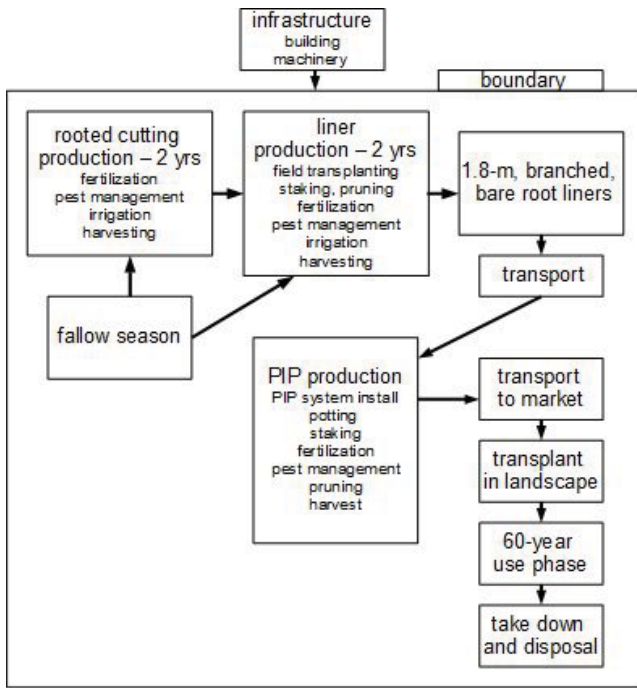 infrastructure
building
machinery
boundary
rooted cutting
production – 2 yrs
fertilization
pest management
irrigation
harvesting
liner
production – 2 yrs
field transplanting
staking, pruning
fertilization
pest management
irrigation
harvesting
1.8-m, branched,
bare root liners
transport
fallow season
PIP production
PIP system install
potting
staking
fertilization
pest management
pruning
harvest
transport
to market
transplant
in landscape
60-year
use phase
take down
and disposal